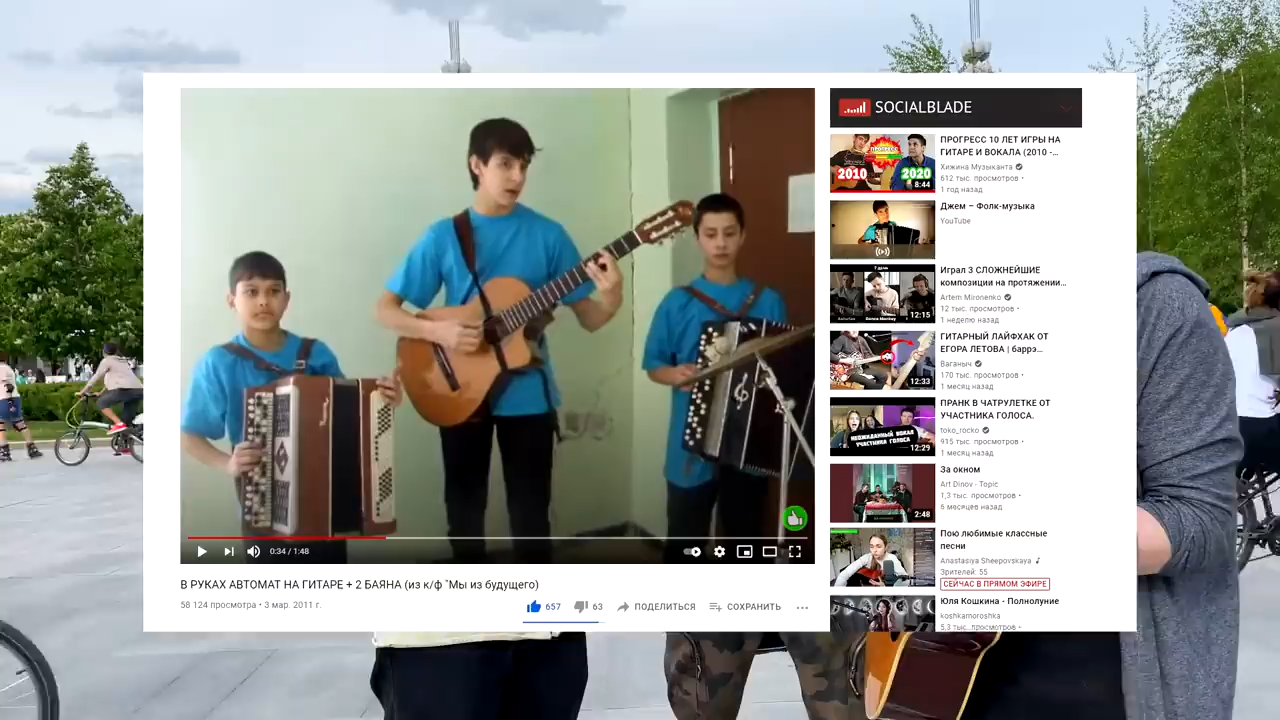 SOCIALBLADE
ПРОГРЕСС 10 ЛЕТ ИГРЫ НА
ГИТАРЕ И ВОКАЛА (2010 -...
Хижина Музыканта
612 тыс. просмотров •
1 год назад
2010
2020
8:44
Джем – Фолк-музыка
YouTube
Играл 3 СЛОЖНЕЙШИЕ
композиции на протяжении...
Artem Mironenko
12 тыс. просмотров •
1 неделю назад
12:15
ГИТАРНЫЙ ЛАЙФХАК ОТ
ЕГОРА ЛЕТОВА | баррэ...
Ваганыч
170 тыс. просмотров •
1 месяц назад
12:33
ПРАНК В ЧАТРУЛЕТКЕ ОТ
УЧАСТНИКА ГОЛОСА.
toko_rocko
915 тыс. просмотров •
1 месяц назад
НЕОЖИДАННЫЙ ВОКАЛ
УЧАСТНИКА ГОЛОСА
12:29
За окном
Art Dinov - Topic
1,3 тыс. просмотров •
6 месяцев назад
2:48
Пою любимые классные
песни
Anastasiya Sheepovskaya
Зрителей: 55
СЕЙЧАС В ПРЯМОМ ЭФИРЕ
Юля Кошкина - Полнолуние
koshkamoroshka
5,3 тыс. просмотров •
0:34 / 1:48
В РУКАХ АВТОМАТ НА ГИТАРЕ + 2 БАЯНА (из к/ф "Мы из будущего)
58 124 просмотра • 3 мар. 2011 г.
657
63
ПОДЕЛИТЬСЯ
СОХРАНИТЬ